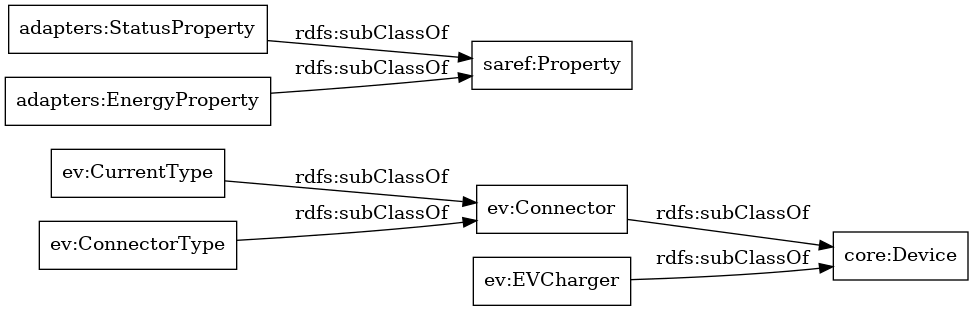 adapters:StatusProperty
rdfs:subClassOf
saref:Property
rdfs:subClassOf
adapters:EnergyProperty
ev:CurrentType
rdfs:subClassOf
ev:Connector
rdfs:subClassOf
rdfs:subClassOf
ev:ConnectorType
core:Device
rdfs:subClassOf
ev:EVCharger